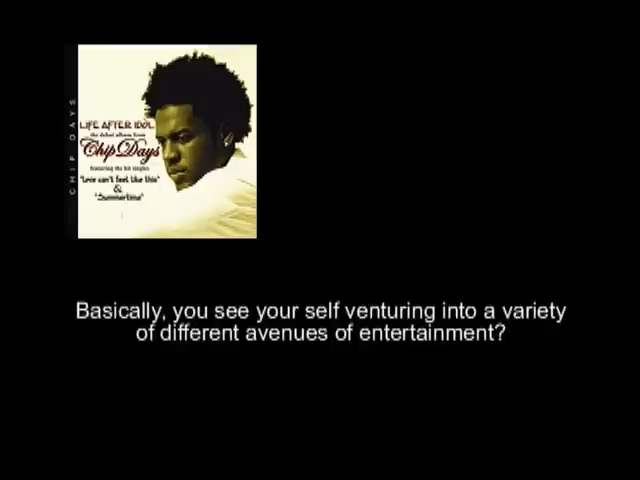 CHIP DAYS
LIFE AFTER IDOL
the debut album from
Chip Days
featuring the hit singles
"Love can't feel like this"
&
"Summertime"
Basically, you see your self venturing into a variety
of different avenues of entertainment?